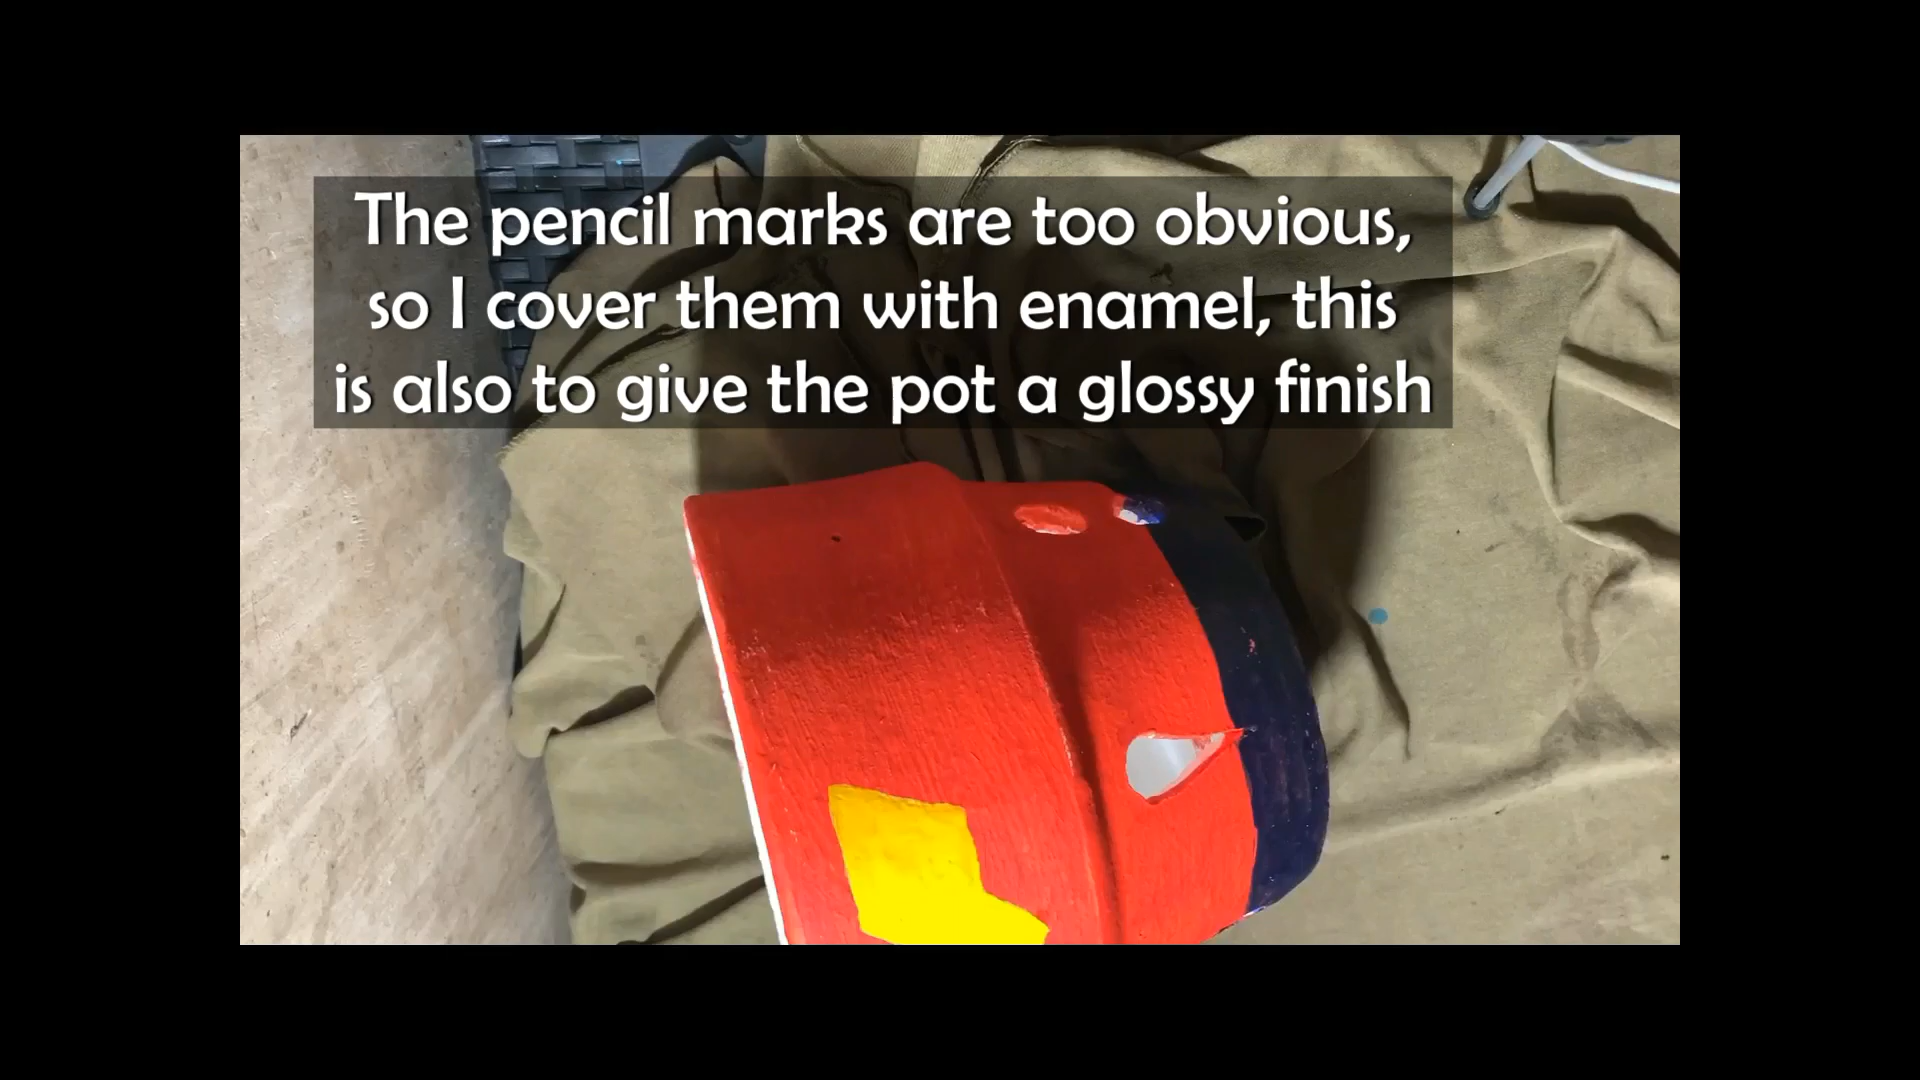 The pencil marks are too obvious,
so I cover them with enamel, this
is also to give the pot a glossy finish